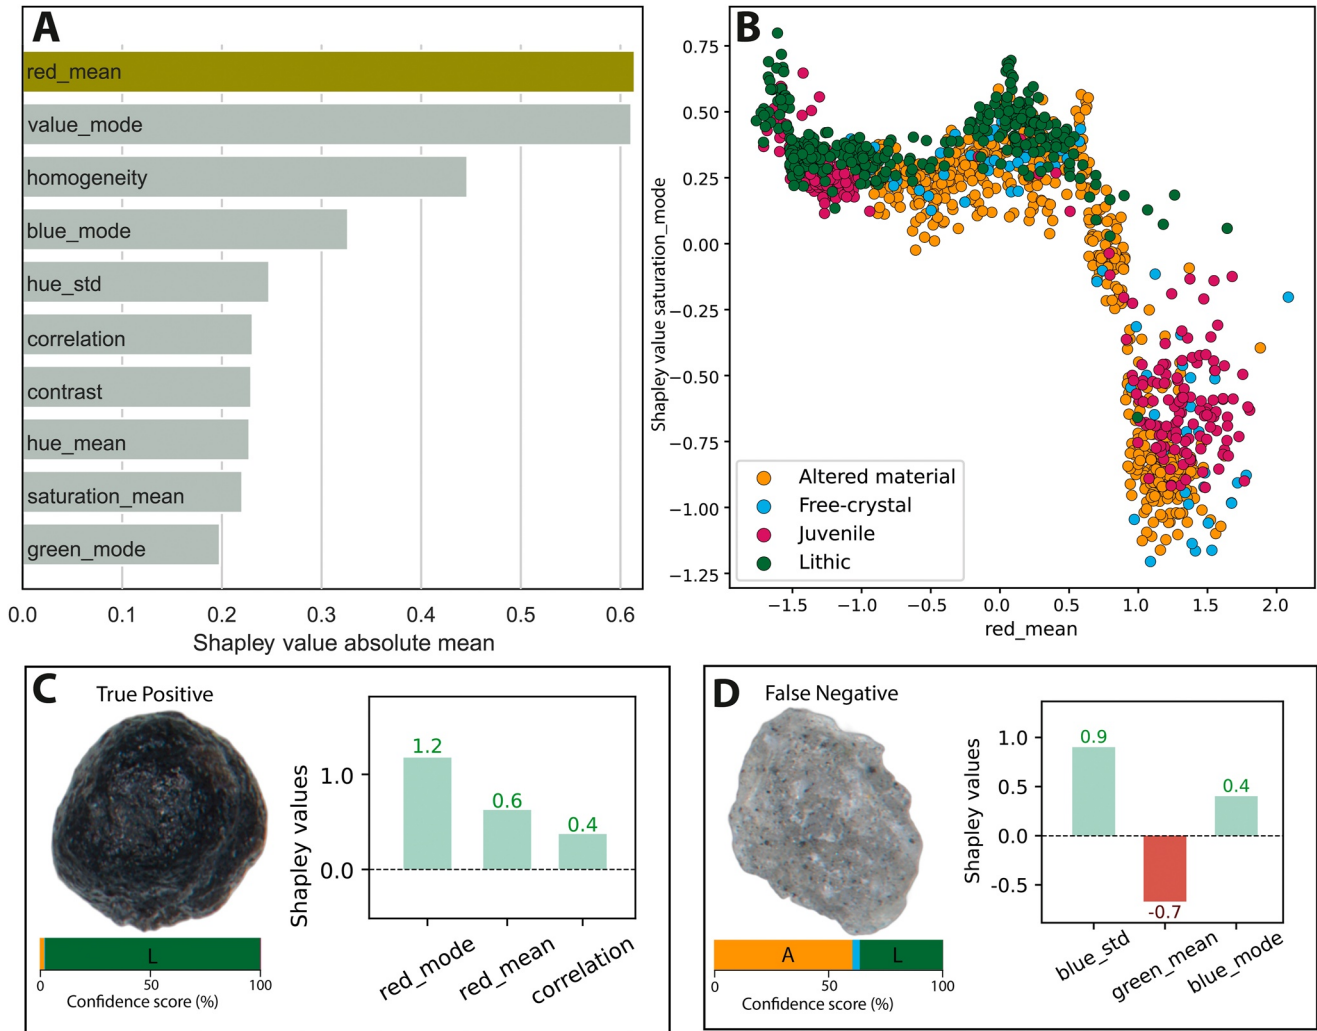 A
red_mean
value_mode
homogeneity
blue_mode
hue_std
correlation
contrast
hue_mean
saturation_mean
green_mode
0.0 0.1 0.2 0.3 0.4 0.5 0.6
Shapley value absolute mean
B
Shapley value saturation_mode
0.75
0.50
0.25
0.00
−0.25
−0.50
−0.75
−1.00
−1.25
Altered material
Free-crystal
Juvenile
Lithic
−1.5 −1.0 −0.5 0.0 0.5 1.0 1.5 2.0
red_mean
C
True Positive
L
0 50 100
Confidence score (%)
Shapley values
1.0
0.0
1.2
0.6
0.4
red_mode
red_mean
correlation
D
False Negative
A L
0 50 100
Confidence score (%)
Shapley values
1.0
0.5
0.0
-0.5
0.9
-0.7
0.4
blue_std
green_mean
blue_mode